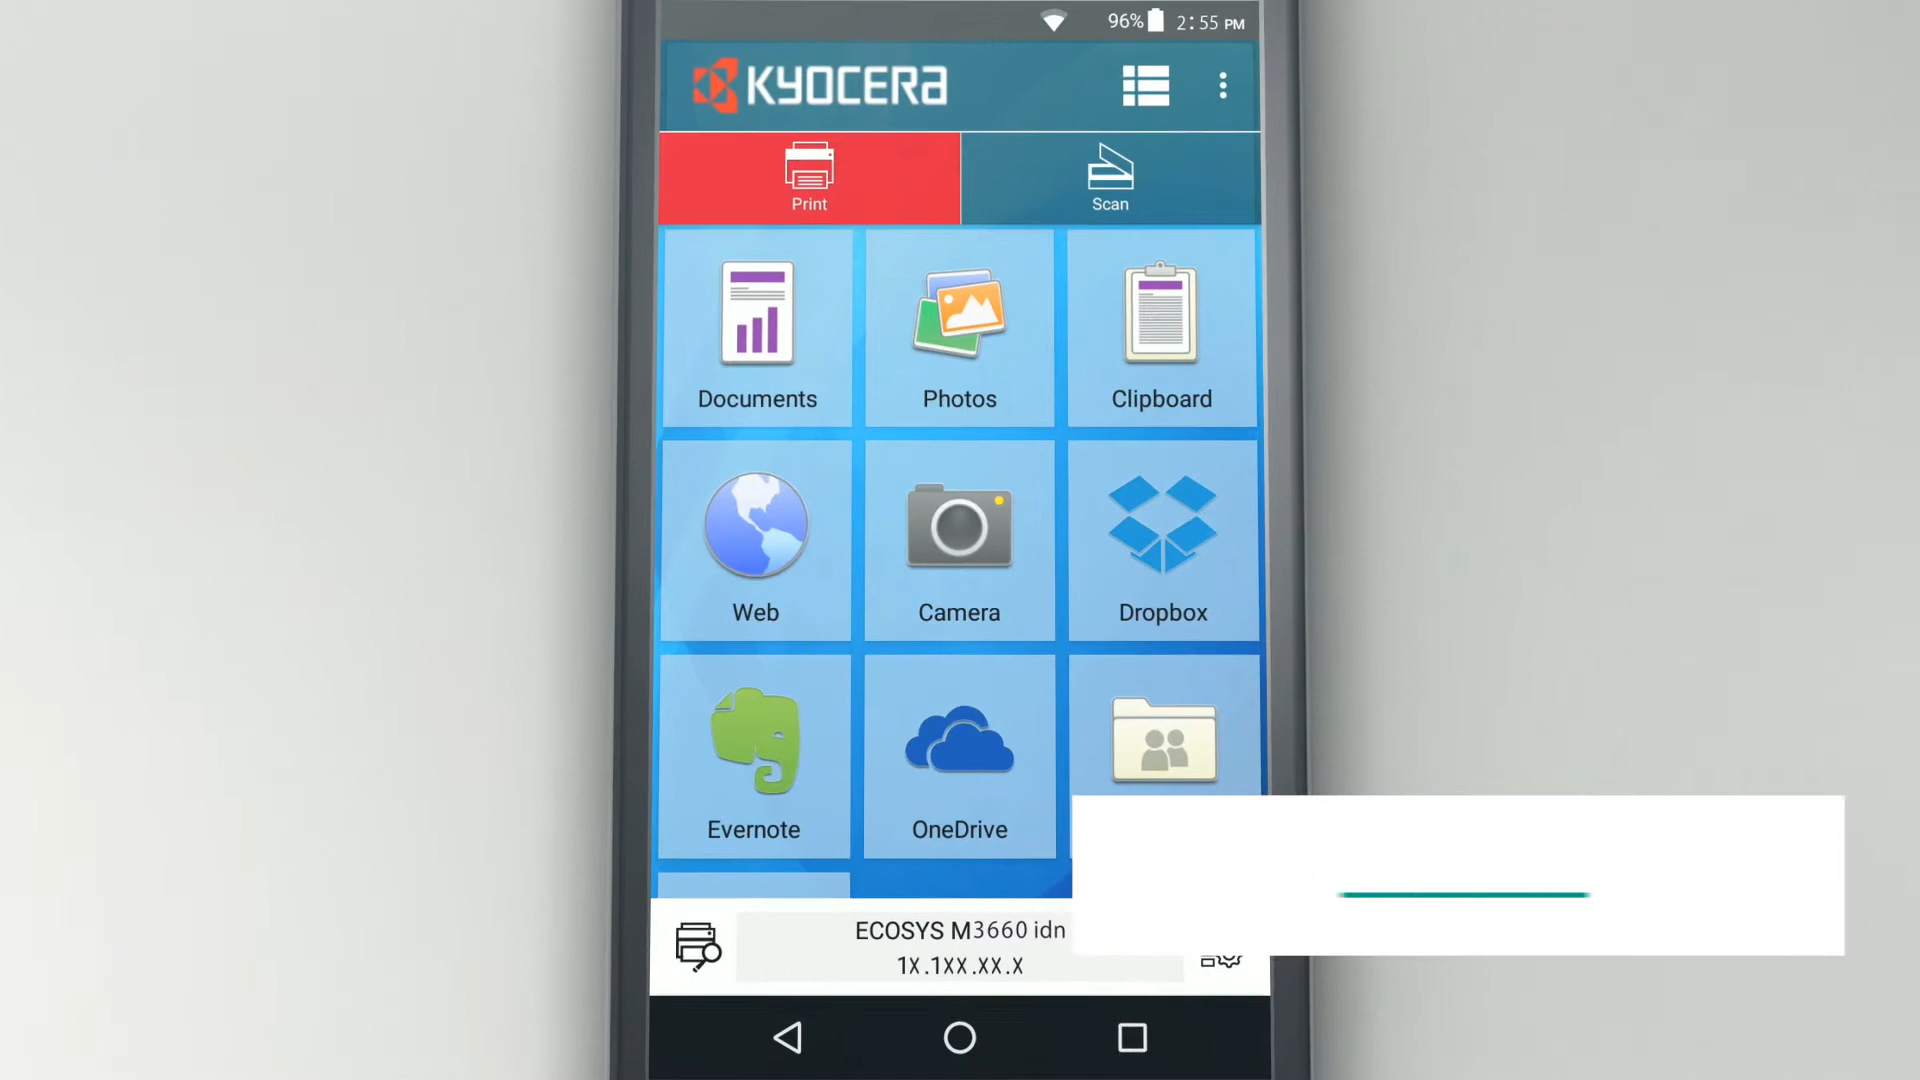 96% 2:55 PM
KYOCERA
Print
Scan
Documents
Photos
Clipboard
Web
Camera
Dropbox
Evernote
OneDrive
ECOSYS M3660 idn
1X.1XX.XX.X